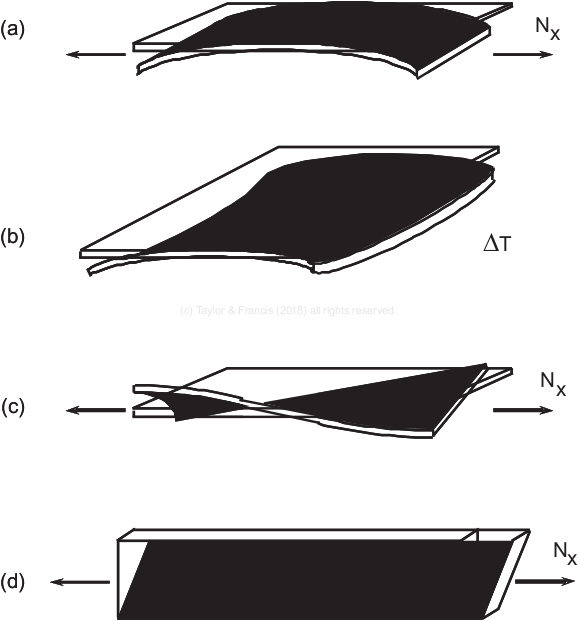 (a)
Nx
(b)
ΔT
(c) Taylor & Francis (2018) all rights reserved.
(c)
Nx
(d)
Nx